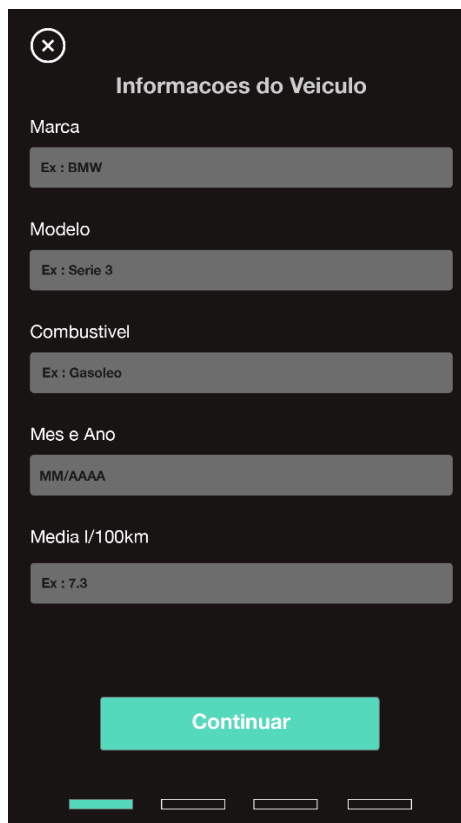 Informacoes do Veiculo
Marca
Ex : BMW
Modelo
Ex : Serie 3
Combustivel
Ex : Gasoleo
Mes e Ano
MM/AAAA
Media l/100km
Ex : 7.3
Continuar